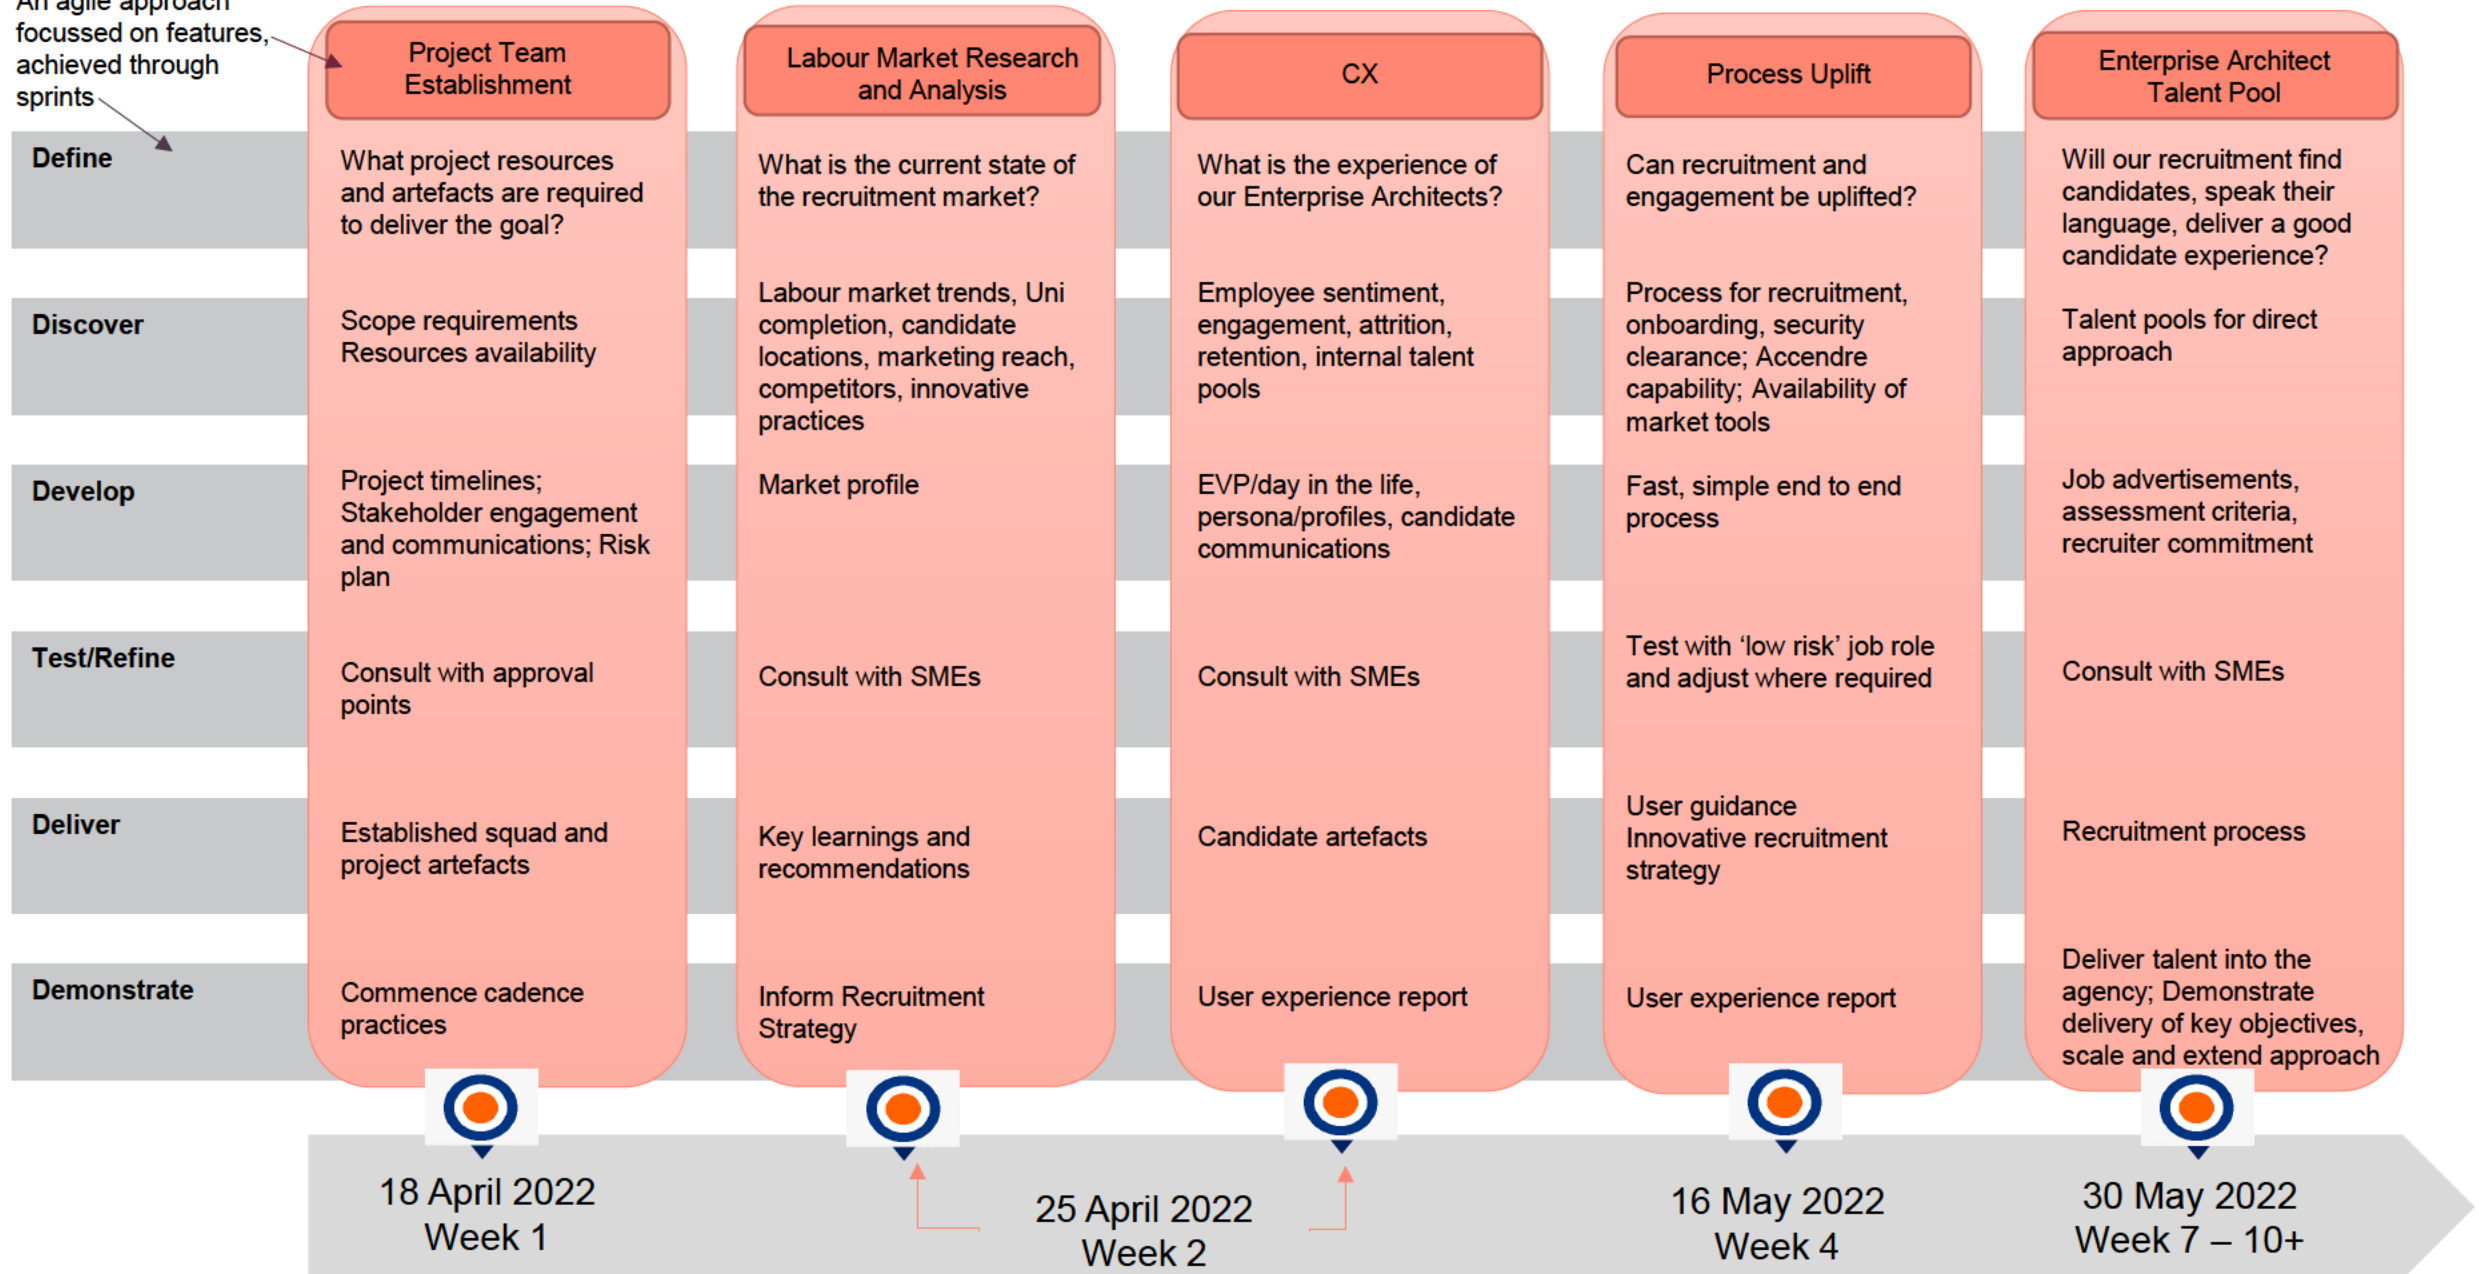 An agile approach
focussed on features,
achieved through
sprints
Project Team
Establishment
Labour Market Research
and Analysis
CX
Process Uplift
Enterprise Architect
Talent Pool
Define
What project resources
and artefacts are required
to deliver the goal?
What is the current state of
the recruitment market?
What is the experience of
our Enterprise Architects?
Can recruitment and
engagement be uplifted?
Will our recruitment find
candidates, speak their
language, deliver a good
candidate experience?
Discover
Scope requirements
Resources availability
Labour market trends, Uni
completion, candidate
locations, marketing reach,
competitors, innovative
practices
Employee sentiment,
engagement, attrition,
retention, internal talent
pools
Process for recruitment,
onboarding, security
clearance; Accendre
capability; Availability of
market tools
Talent pools for direct
approach
Develop
Project timelines;
Stakeholder engagement
and communications; Risk
plan
Market profile
EVP/day in the life,
persona/profiles, candidate
communications
Fast, simple end to end
process
Job advertisements,
assessment criteria,
recruiter commitment
Test/Refine
Consult with approval
points
Consult with SMEs
Consult with SMEs
Test with ‘low risk’ job role
and adjust where required
Consult with SMEs
Deliver
Established squad and
project artefacts
Key learnings and
recommendations
Candidate artefacts
User guidance
Innovative recruitment
strategy
Recruitment process
Demonstrate
Commence cadence
practices
Inform Recruitment
Strategy
User experience report
User experience report
Deliver talent into the
agency; Demonstrate
delivery of key objectives,
scale and extend approach
18 April 2022
Week 1
25 April 2022
Week 2
16 May 2022
Week 4
30 May 2022
Week 7 – 10+